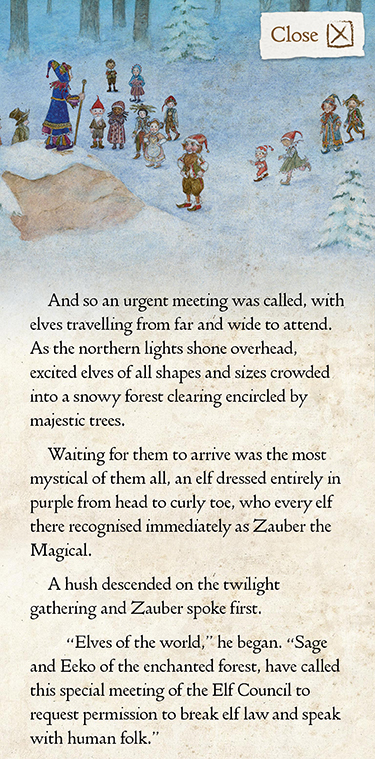 Close
And so an urgent meeting was called, with
elves travelling from far and wide to attend.
As the northern lights shone overhead,
excited elves of all shapes and sizes crowded
into a snowy forest clearing encircled by
majestic trees.
Waiting for them to arrive was the most
mystical of them all, an elf dressed entirely in
purple from head to curly toe, who every elf
there recognised immediately as Zauber the
Magical.
A hush descended on the twilight
gathering and Zauber spoke first.
“Elves of the world,” he began. “Sage
and Eeko of the enchanted forest, have called
this special meeting of the Elf Council to
request permission to break elf law and speak
with human folk.”